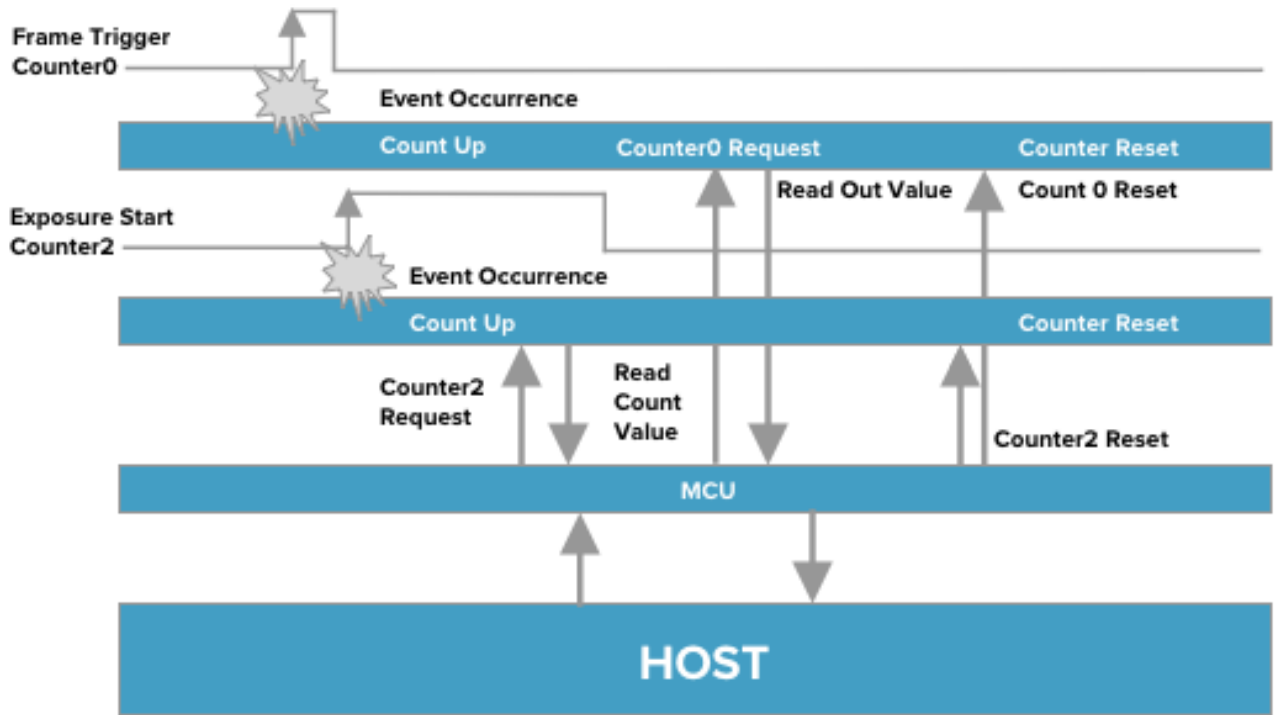 Frame Trigger
Counter0
Event Occurrence
Count Up
Counter0 Request
Counter Reset
Read Out Value
Count 0 Reset
Exposure Start
Counter2
Event Occurrence
Count Up
Counter Reset
Counter2
Request
Read
Count
Value
Counter2 Reset
MCU
HOST